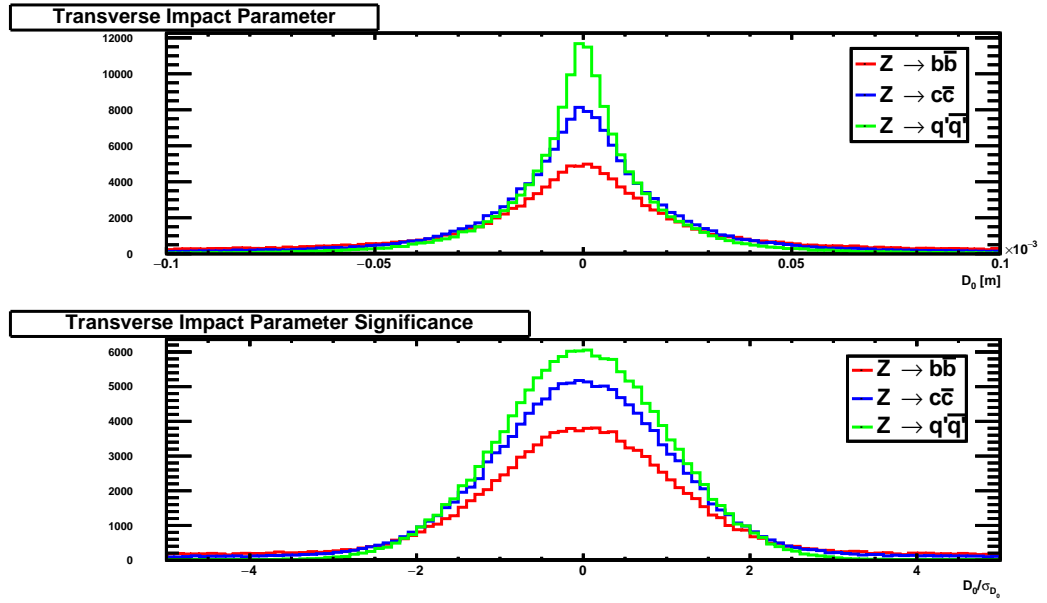 Transverse Impact Parameter
12000
10000
8000
6000
4000
2000
0
Z → bb̅
Z → cc̅
Z → q'q̅'
−0.1
−0.05
0
0.05
0.1
×10⁻³
D₀ [m]
Transverse Impact Parameter Significance
6000
5000
4000
3000
2000
1000
0
Z → bb̅
Z → cc̅
Z → q'q̅'
−4
−2
0
2
4
D₀/σ_D₀